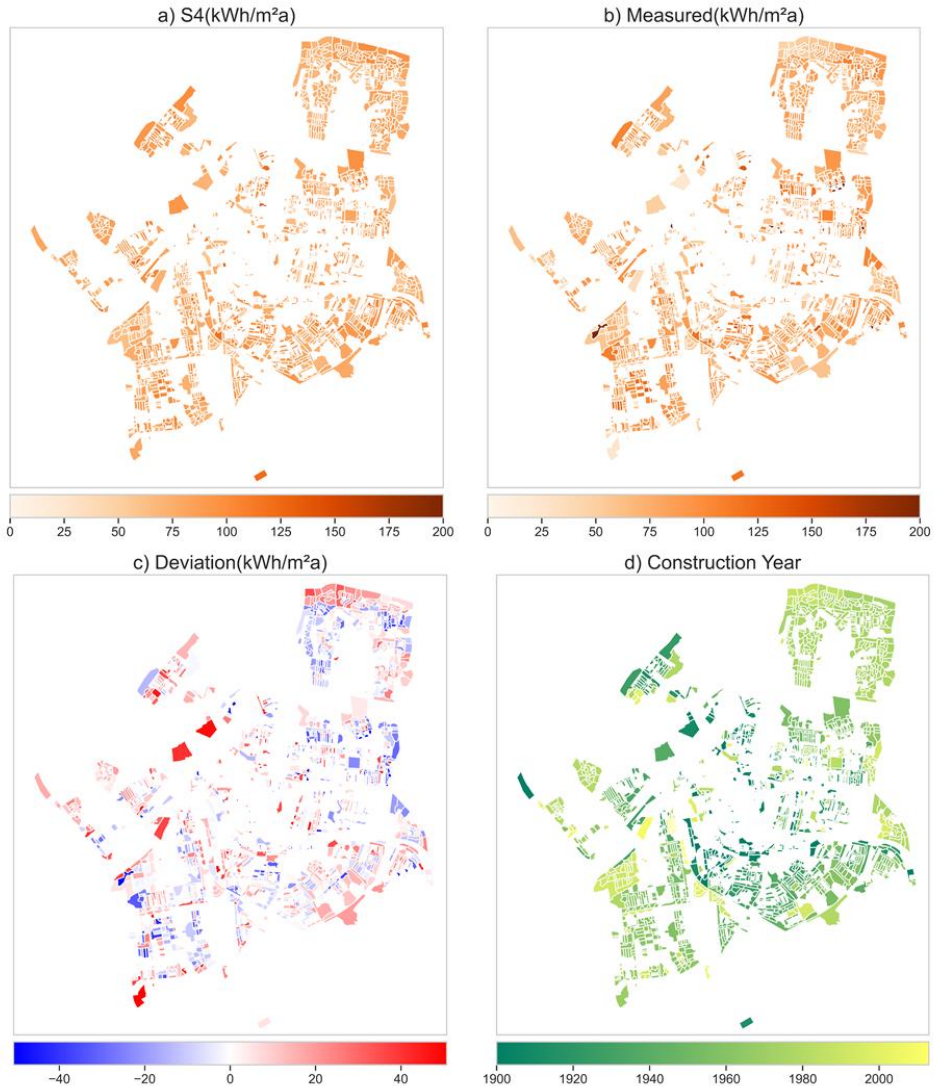 a) S4(kWh/m²a)
b) Measured(kWh/m²a)
0 25 50 75 100 125 150 175 200
0 25 50 75 100 125 150 175 200
c) Deviation(kWh/m²a)
d) Construction Year
−40 −20 0 20 40
1900 1920 1940 1960 1980 2000